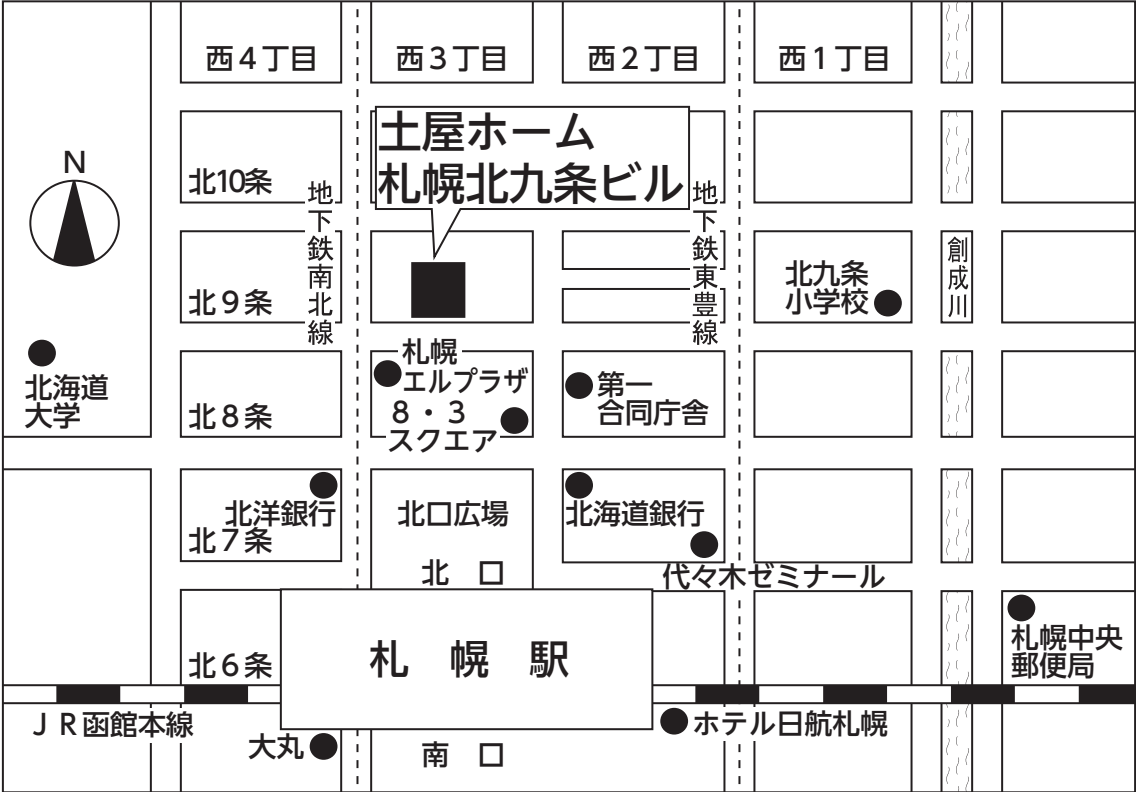 西4丁目
西3丁目
西2丁目
西1丁目
土屋ホーム
札幌北九条ビル
N
北10条
地下鉄南北線
地下鉄東豊線
北9条
北九条
小学校
創成川
北海道
大学
北8条
札幌
エルプラザ
8・3
スクエア
第一
合同庁舎
北洋銀行
北7条
北口広場
北海道銀行
北 口
代々木ゼミナール
北6条
札 幌 駅
札幌中央
郵便局
JR函館本線
大丸
南 口
ホテル日航札幌